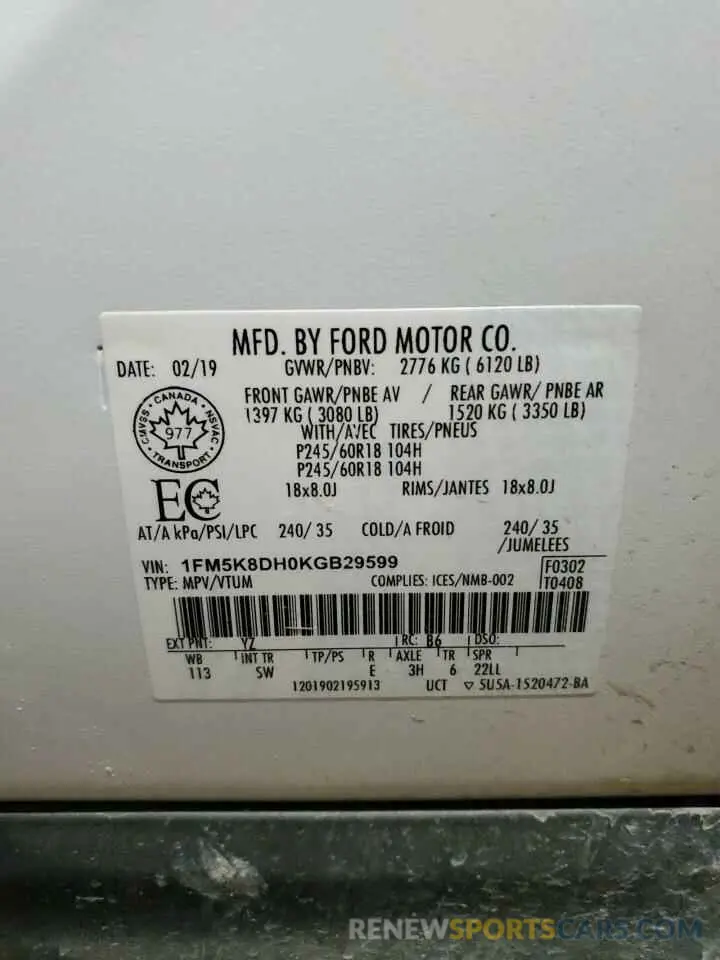 MFD. BY FORD MOTOR CO.
DATE: 02/19 GVWR/PNBV: 2776 KG ( 6120 LB)
FRONT GAWR/PNBE AV / REAR GAWR/ PNBE AR
1397 KG ( 3080 LB) 1520 KG ( 3350 LB)
WITH/AVEC TIRES/PNEUS
P245/60R18 104H
P245/60R18 104H
18x8.0J RIMS/JANTES 18x8.0J
CANADA
CMVSS NSVAC
977
TRANSPORT
EC
AT/A kPa/PSI/LPC 240/ 35 COLD/A FROID 240/ 35
/JUMELEES
VIN: 1FM5K8DH0KGB29599 F0302
TYPE: MPV/VTUM COMPLIES: ICES/NMB-002 T0408
EXT PNT: YZ RC: B6 DSO:
WB INT TR TP/PS R AXLE TR SPR
113 SW E 3H 6 22LL
1201902195913 UCT ▽ 5U5A-1520472-BA
RENEWSPORTSCARS.COM